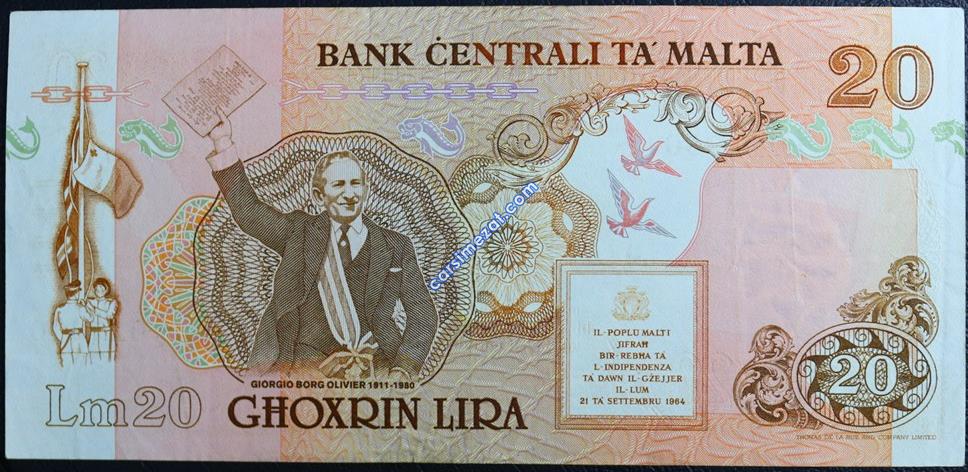 BANK ĊENTRALI TA' MALTA
20
carsimezat.com
IL-POPLU MALTI
JIFRAĦ
BIR-REBĦA TA'
L-INDIPENDENZA
TA' DAWN IL-GŻEJJER
IL-LUM
21 TA' SETTEMBRU 1964
GIORGIO BORG OLIVIER 1911-1980
Lm20
GĦOXRIN LIRA
20
THOMAS DE LA RUE AND COMPANY LIMITED